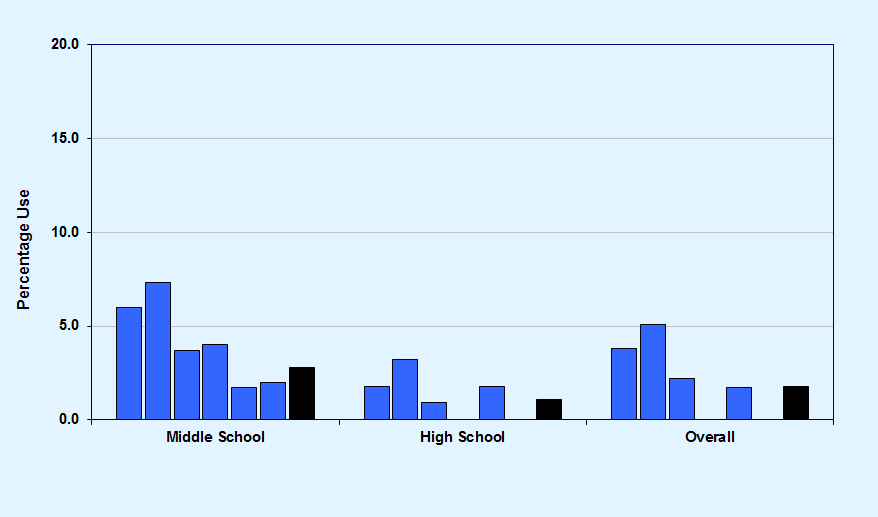 20.0
15.0
10.0
5.0
0.0
Percentage Use
Middle School
High School
Overall